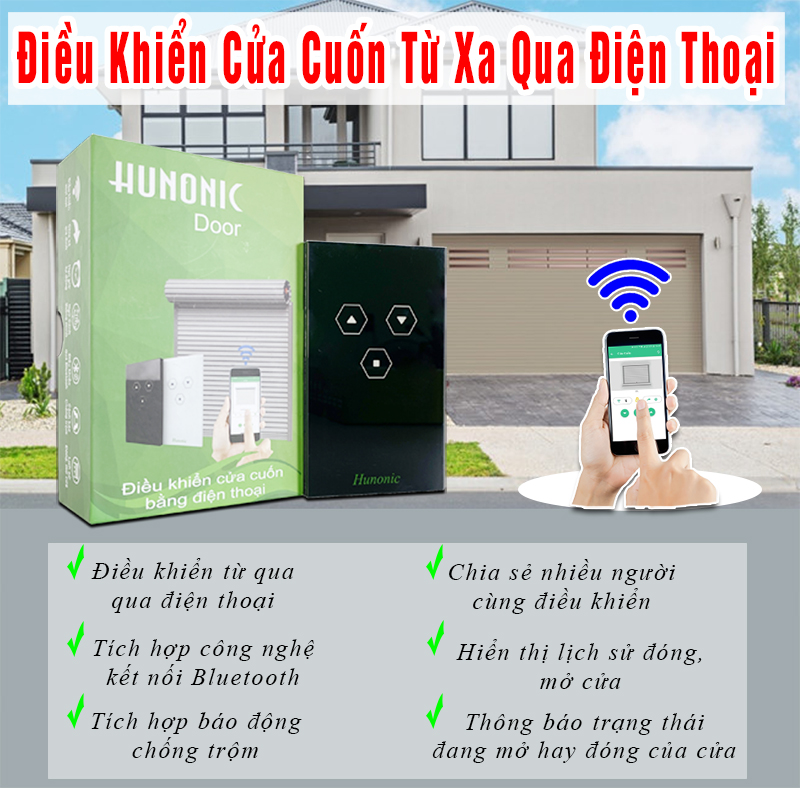 Điều Khiển Cửa Cuốn Từ Xa Qua Điện Thoại
HUNONIC
Door
Điều khiển cửa cuốn
bằng điện thoại
Hunonic
Điều khiển từ qua
qua điện thoại
Tích hợp công nghệ
kết nối Bluetooth
Tích hợp báo động
chống trộm
Chia sẻ nhiều người
cùng điều khiển
Hiển thị lịch sử đóng,
mở cửa
Thông báo trạng thái
đang mở hay đóng của cửa